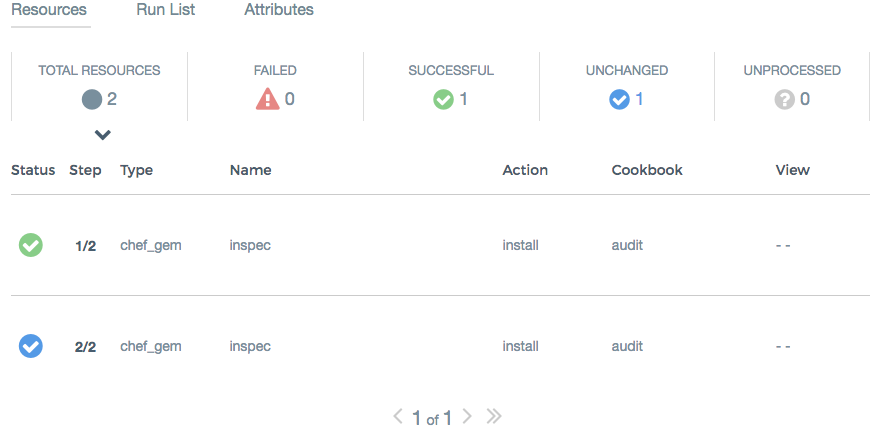 Resources Run List Attributes
TOTAL RESOURCES FAILED SUCCESSFUL UNCHANGED UNPROCESSED
2 0 1 1 0
Status Step Type Name Action Cookbook View
1/2 chef_gem inspec install audit - -
2/2 chef_gem inspec install audit - -
1 of 1